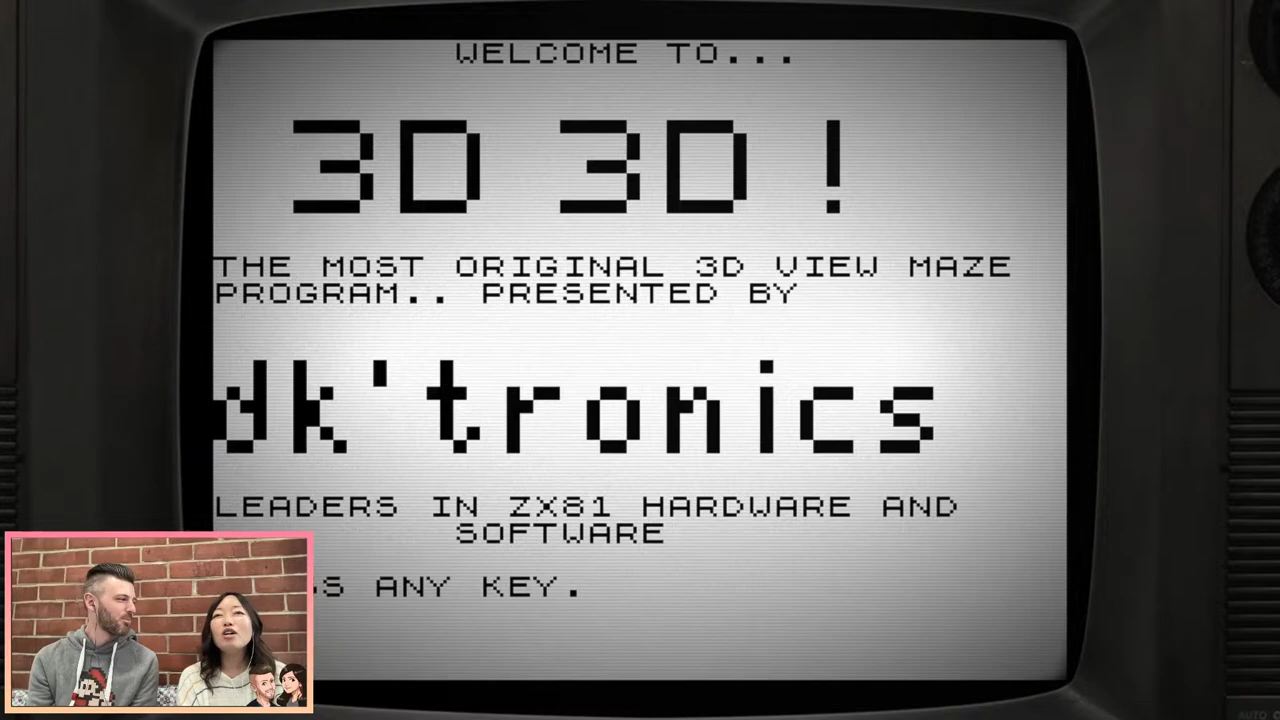 WELCOME TO...
3D 3D !
THE MOST ORIGINAL 3D VIEW MAZE
PROGRAM.. PRESENTED BY
dk'tronics
LEADERS IN ZX81 HARDWARE AND
SOFTWARE
ANY KEY.